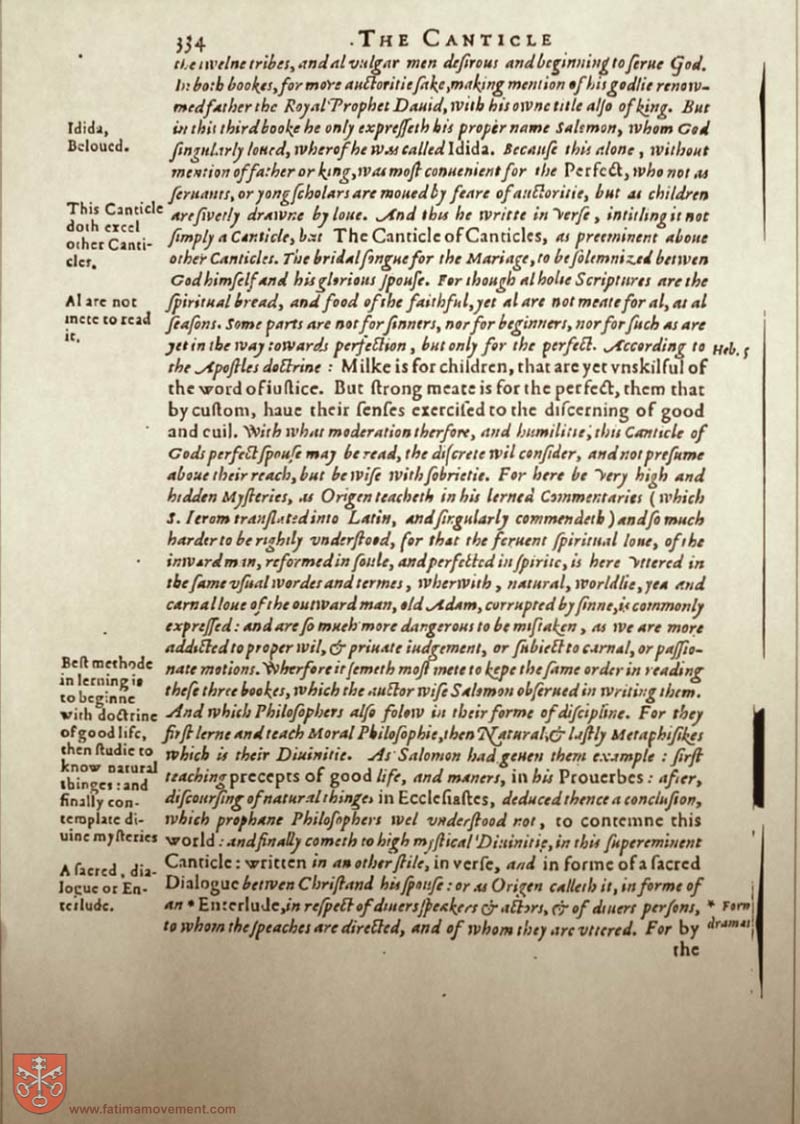 334 THE CANTICLE
the twelue tribes, and al vulgar men desirous and beginning to serue God.
In both bookes, for more auctoritie sake, making mention of his godlie renow-
med father the Royal Prophet Dauid, with his owne title also of king. But
Idida, Beloued.
in this third booke he only expresseth his proper name Salomon, whom God
singularly loued, wherof he was called Idida. Because this alone, without
mention of father or king, was most conuenient for the Perfect, who not as
seruants, or yong scholars are moued by feare of auctoritie, but as children
This Canticle
doth excel
other Canti-
cles.
are swetly drawne by loue. And this he writte in verse, intitling it not
simply a Canticle, but The Canticle of Canticles, as preeminent aboue
other Canticles. The bridal songue for the Mariage, to be solemnized betwen
God himself and his glorious spouse. For though al holie Scriptures are the
Al are not
mete to read
it.
spiritual bread, and food of the faithful, yet al are not meate for al, at al
seasons. Some parts are not for sinners, nor for beginners, nor for such as are
yet in the way towards perfection, but only for the perfect. According to
Heb. 5
the Apostles doctrine: Milke is for children, that are yet vnskilful of
the word of iustice. But strong meate is for the perfect, them that
by custom, haue their senses exercised to the discerning of good
and euil. With what moderation therfore, and humilitie, this Canticle of
Gods perfect spouse may be read, the discrete wil consider, and not presume
aboue their reach, but be wise with sobrietie. For here be very high and
hidden Mysteries, as Origen teacheth in his lerned Commentaries (which
S. Ierom translated into Latin, and singularly commendeth) and so much
harder to be rightly vnderstood, for that the feruent spiritual loue, of the
inward man, reformed in soule, and perfected in spirite, is here vttered in
the same vsual wordes and termes, wherwith, natural, worldlie, yea and
carnal loue of the outward man, old Adam, corrupted by sinne, is commonly
expressed: and are so much more dangerous to be mistaken, as we are more
addicted to proper wil, & priuate iudgement, or subiect to carnal, or passio-
Best methode
in lerning is
to beginne
with doctrine
of good life,
then studie to
know natural
thinges: and
finally con-
template di-
uine mysteries
nate motions. Wherfore it semeth most mete to kepe the same order in reading
these three bookes, which the auctor wise Salomon obserued in writing them.
And which Philosophers also folow in their forme of discipline. For they
first lerne and teach Moral Philosophie, then Natural, & lastly Metaphisikes
which is their Diuinitie. As Salomon had geuen them example: first
teaching precepts of good life, and maners, in his Prouerbes: after,
discoursing of natural thinges in Ecclesiastes, deduced thence a conclusion,
which prophane Philosophers wel vnderstood not, to contemne this
world: and finally cometh to high mystical Diuinitie, in this supereminent
Canticle: written in an other stile, in verse, and in forme of a sacred
A sacred, dia-
logue or En-
terlude.
Dialogue betwen Christ and his spouse: or as Origen calleth it, in forme of
an * Enterlude, in respect of diuers speakers & actors, & of diuers persons,
* Form
dramat
to whom the speaches are directed, and of whom they are vttered. For by
the
www.fatimamovement.com